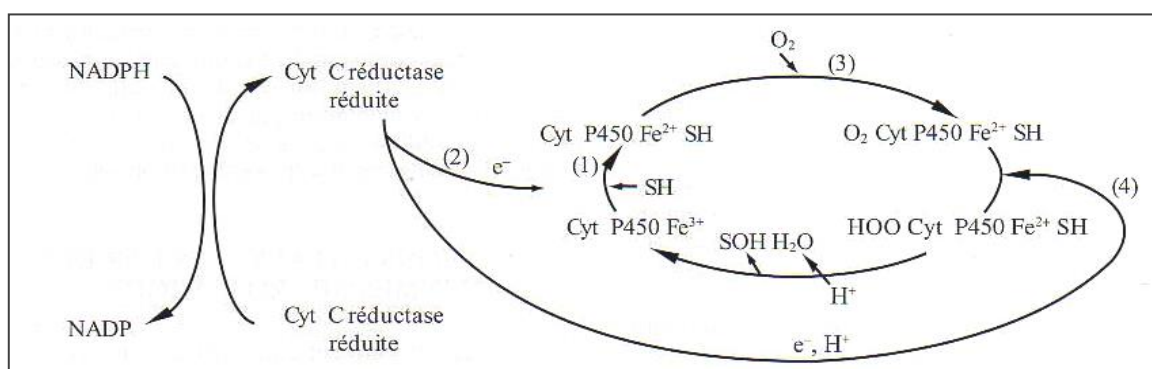 O₂
(3)
NADPH
Cyt C réductase
réduite
Cyt P450 Fe²⁺ SH
O₂ Cyt P450 Fe²⁺ SH
(2)
e⁻
(1)
SH
(4)
Cyt P450 Fe³⁺
SOH H₂O
HOO Cyt P450 Fe²⁺ SH
H⁺
NADP
Cyt C réductase
réduite
e⁻, H⁺